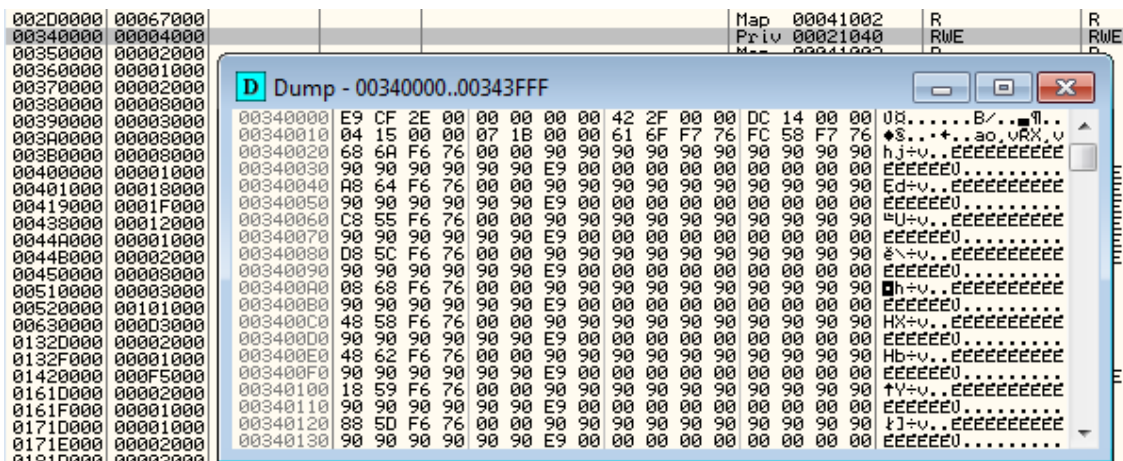 002D0000 00067000 Map 00041002 R R
00340000 00004000 Priv 00021040 RWE RWE
00350000 00002000
00360000 00001000
00370000 00002000
00380000 00008000
00390000 00003000
003A0000 00008000
003B0000 00008000
00400000 00001000
00401000 00018000
00419000 0001F000
00438000 00012000
0044A000 00001000
0044B000 00002000
00450000 00008000
00510000 00003000
00520000 00101000
00630000 000D3000
0132D000 00002000
0132F000 00001000
01420000 000F5000
0161D000 00002000
0161F000 00001000
0171D000 00001000
0171E000 00002000
D Dump - 00340000..00343FFF
00340000 E9 CF 2E 00 00 00 00 00 42 2F 00 00 DC 14 00 00
00340010 04 15 00 00 07 1B 00 00 61 6F F7 76 FC 58 F7 76
00340020 68 6A F6 76 00 00 90 90 90 90 90 90 90 90 90 90
00340030 90 90 90 90 90 90 E9 00 00 00 00 00 00 00 00 00
00340040 A8 64 F6 76 00 00 90 90 90 90 90 90 90 90 90 90
00340050 90 90 90 90 90 90 E9 00 00 00 00 00 00 00 00 00
00340060 C8 55 F6 76 00 00 90 90 90 90 90 90 90 90 90 90
00340070 90 90 90 90 90 90 E9 00 00 00 00 00 00 00 00 00
00340080 D8 5C F6 76 00 00 90 90 90 90 90 90 90 90 90 90
00340090 90 90 90 90 90 90 E9 00 00 00 00 00 00 00 00 00
003400A0 08 68 F6 76 00 00 90 90 90 90 90 90 90 90 90 90
003400B0 90 90 90 90 90 90 E9 00 00 00 00 00 00 00 00 00
003400C0 48 58 F6 76 00 00 90 90 90 90 90 90 90 90 90 90
003400D0 90 90 90 90 90 90 E9 00 00 00 00 00 00 00 00 00
003400E0 48 62 F6 76 00 00 90 90 90 90 90 90 90 90 90 90
003400F0 90 90 90 90 90 90 E9 00 00 00 00 00 00 00 00 00
00340100 18 59 F6 76 00 00 90 90 90 90 90 90 90 90 90 90
00340110 90 90 90 90 90 90 E9 00 00 00 00 00 00 00 00 00
00340120 88 5D F6 76 00 00 90 90 90 90 90 90 90 90 90 90
00340130 90 90 90 90 90 90 E9 00 00 00 00 00 00 00 00 00